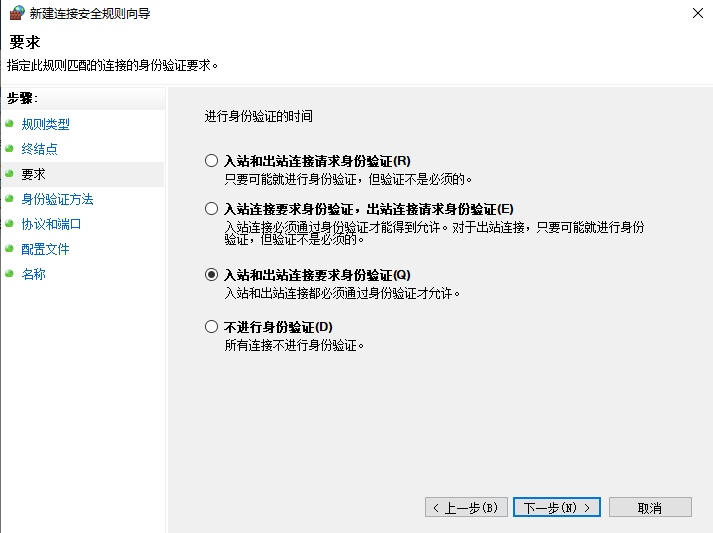 新建连接安全规则向导
要求
指定此规则匹配的连接的身份验证要求。
步骤:
规则类型
终结点
要求
身份验证方法
协议和端口
配置文件
名称
进行身份验证的时间
入站和出站连接请求身份验证(R)
只要可能就进行身份验证，但验证不是必须的。
入站连接要求身份验证，出站连接请求身份验证(E)
入站连接必须通过身份验证才能得到允许。对于出站连接，只要可能就进行身份
验证，但验证不是必须的。
入站和出站连接要求身份验证(Q)
入站和出站连接都必须通过身份验证才允许。
不进行身份验证(D)
所有连接不进行身份验证。
< 上一步(B)
下一步(N) >
取消